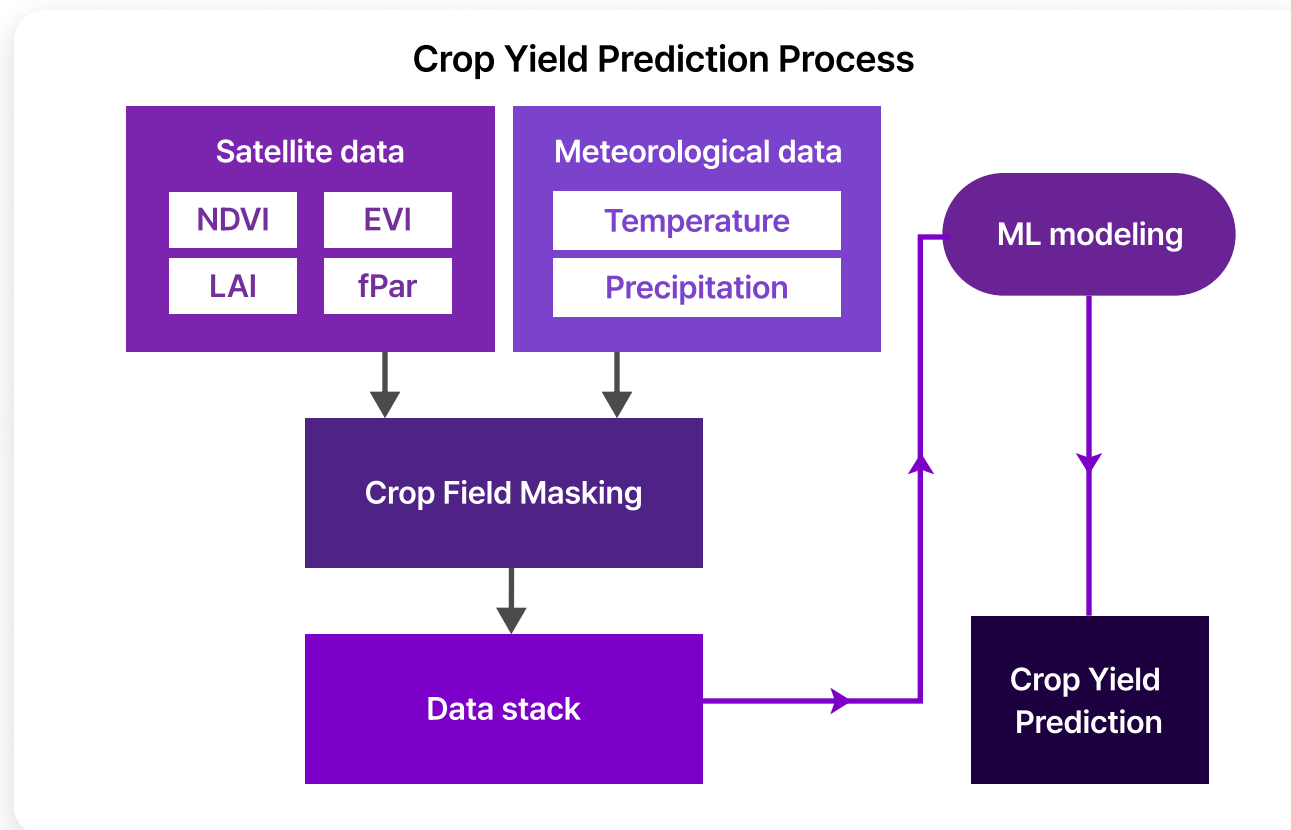 Crop Yield Prediction Process
Satellite data
NDVI
EVI
LAI
fPar
Meteorological data
Temperature
Precipitation
Crop Field Masking
Data stack
ML modeling
Crop Yield
Prediction